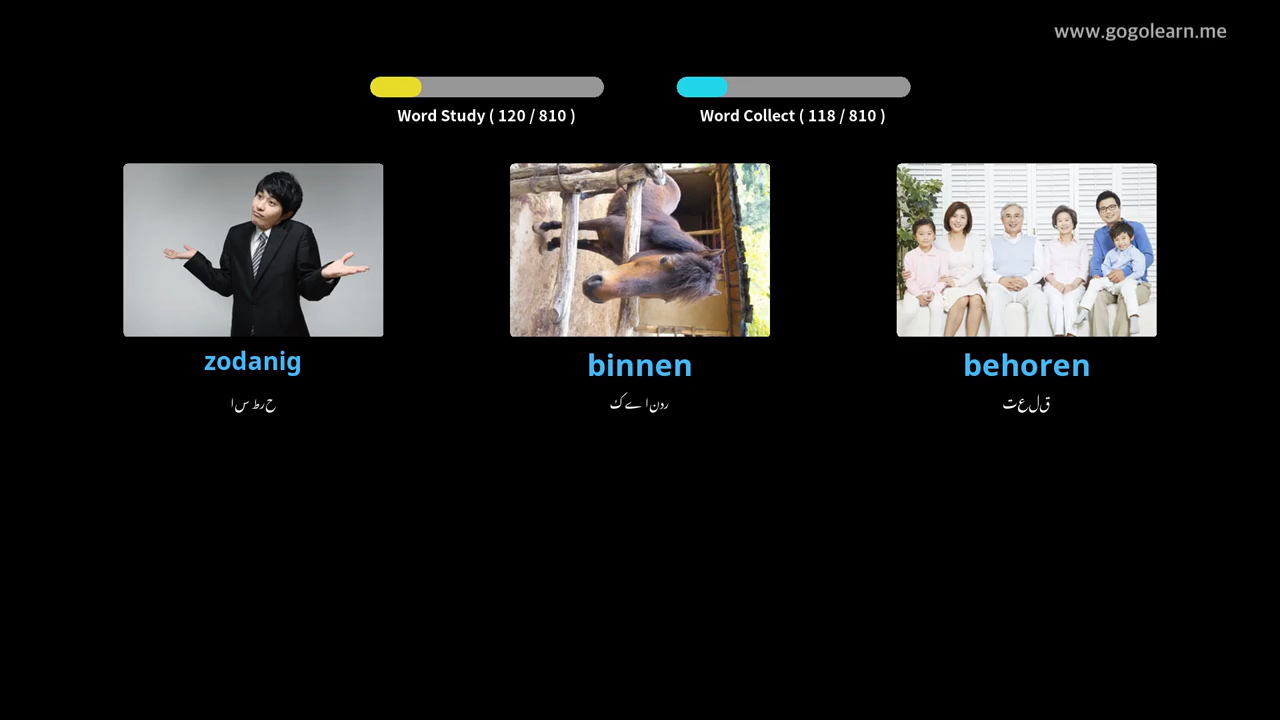 www.gogolearn.me
Word Study ( 120 / 810 )
Word Collect ( 118 / 810 )
zodanig
اس طرح
binnen
کے اندر
behoren
تعلق